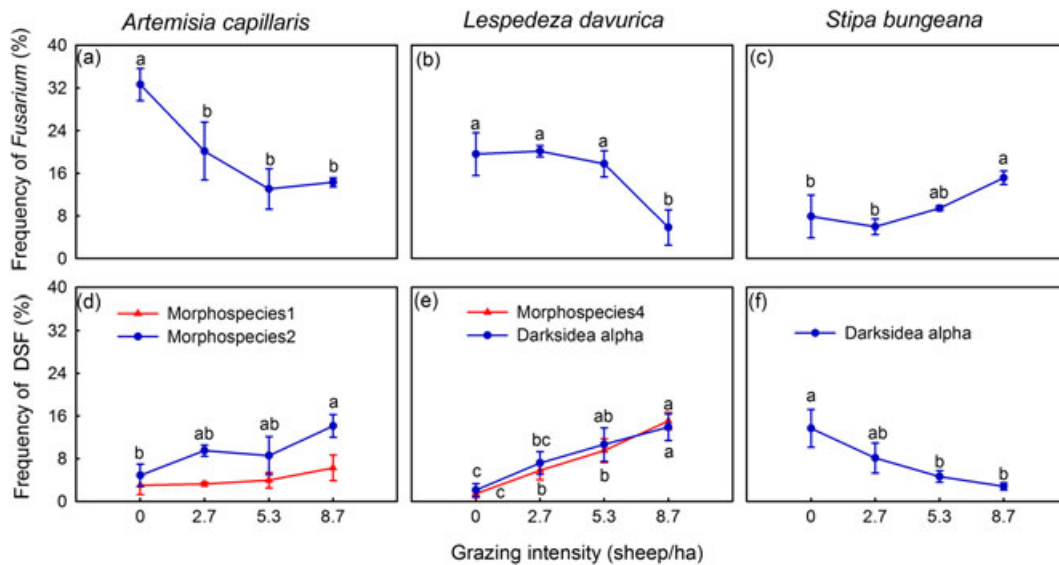 Artemisia capillaris Lespedeza davurica Stipa bungeana
Frequency of Fusarium (%)
40
32
24
16
8
0
(a)
a
b
b
b
(b)
a
a
a
b
(c)
b
b
ab
a
Frequency of DSF (%)
40
32
24
16
8
0
(d)
Morphospecies1
Morphospecies2
b
ab
ab
a
(e)
Morphospecies4
Darksidea alpha
c
bc
ab
a
c
b
b
a
(f)
Darksidea alpha
a
ab
b
b
0 2.7 5.3 8.7 0 2.7 5.3 8.7 0 2.7 5.3 8.7
Grazing intensity (sheep/ha)